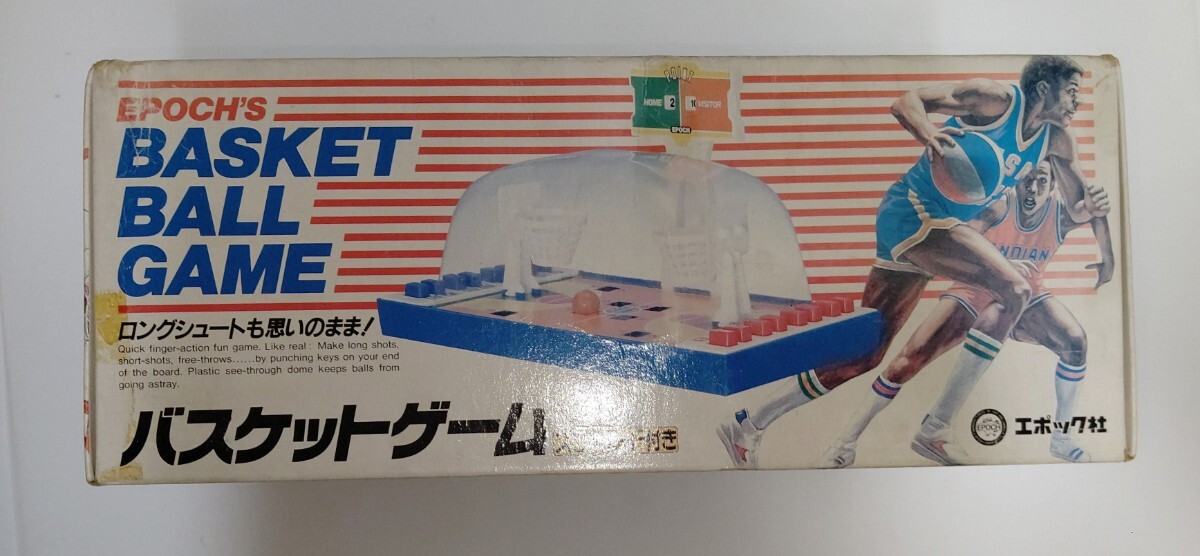 EPOCH'S
BASKET
BALL
GAME
ロングシュートも思いのまま!
Quick finger-action fun game. Like real : Make long shots,
short-shots, free-throws......by punching keys on your end
of the board. Plastic see-through dome keeps balls from
going astray.
バスケットゲーム
付き
HOME 2 10 VISITOR
EPOCH
SA
INDIAN
EPOCH
エポック社